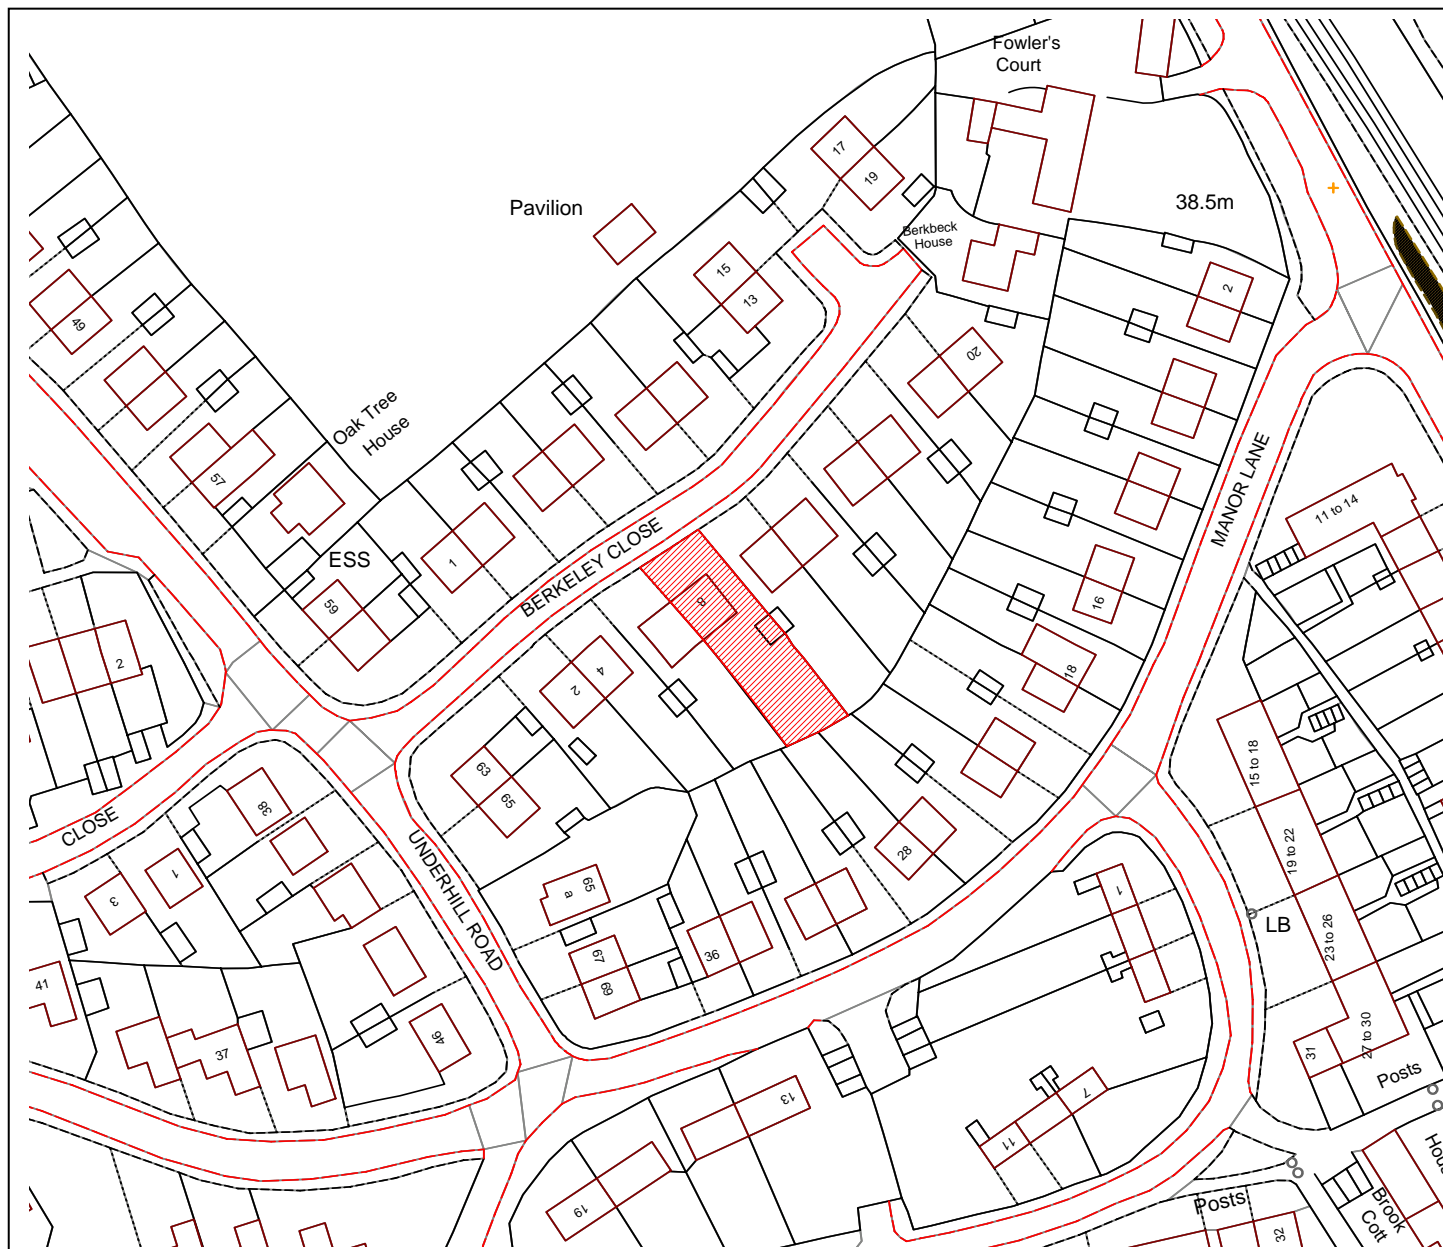 Fowler's
Court
17
19
38.5m
Pavilion
Berkbeck
House
15
13
2
49
20
Oak Tree
House
57
MANOR LANE
11 to 14
ESS
1
BERKELEY CLOSE
59
8
16
2
4
2
18
63
65
15 to 18
38
CLOSE
UNDERHILL ROAD
28
19 to 22
1
3
65
a
1
LB
67
36
23 to 26
41
69
37
46
31
27 to 30
Posts
13
7
11
19
Posts
Brook
Cott
32